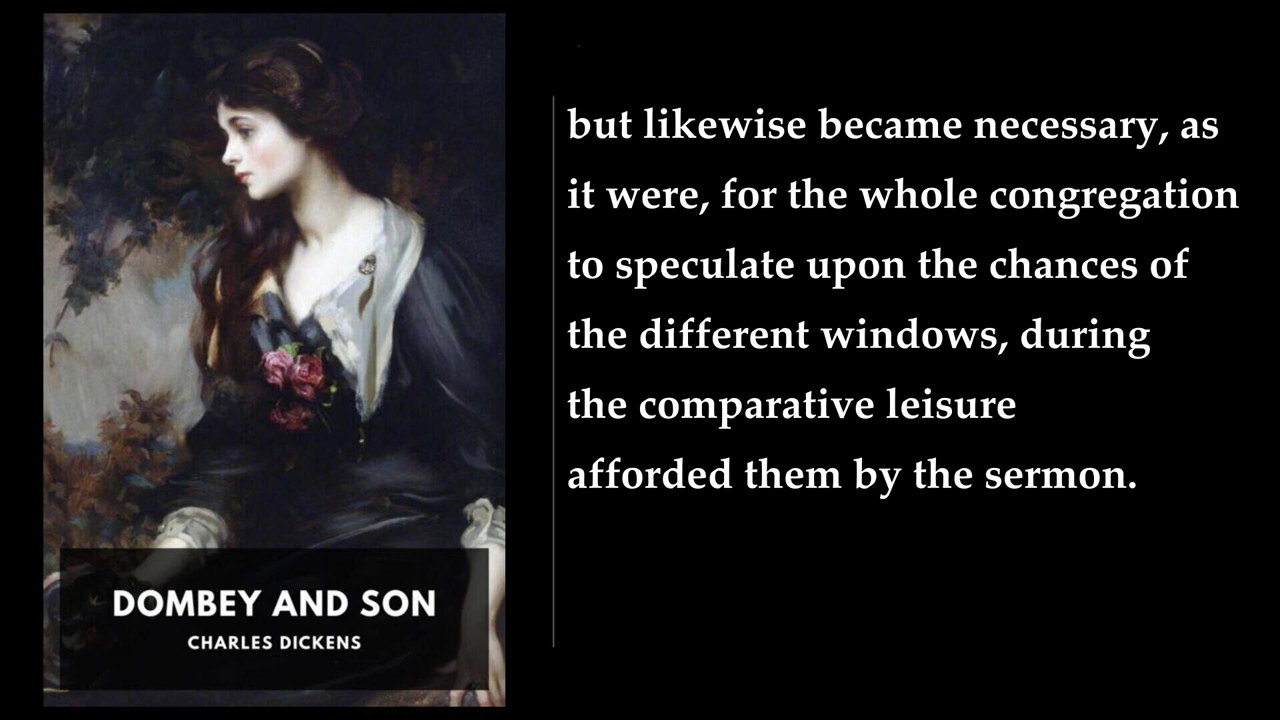 DOMBEY AND SON
CHARLES DICKENS
but likewise became necessary, as
it were, for the whole congregation
to speculate upon the chances of
the different windows, during
the comparative leisure
afforded them by the sermon.